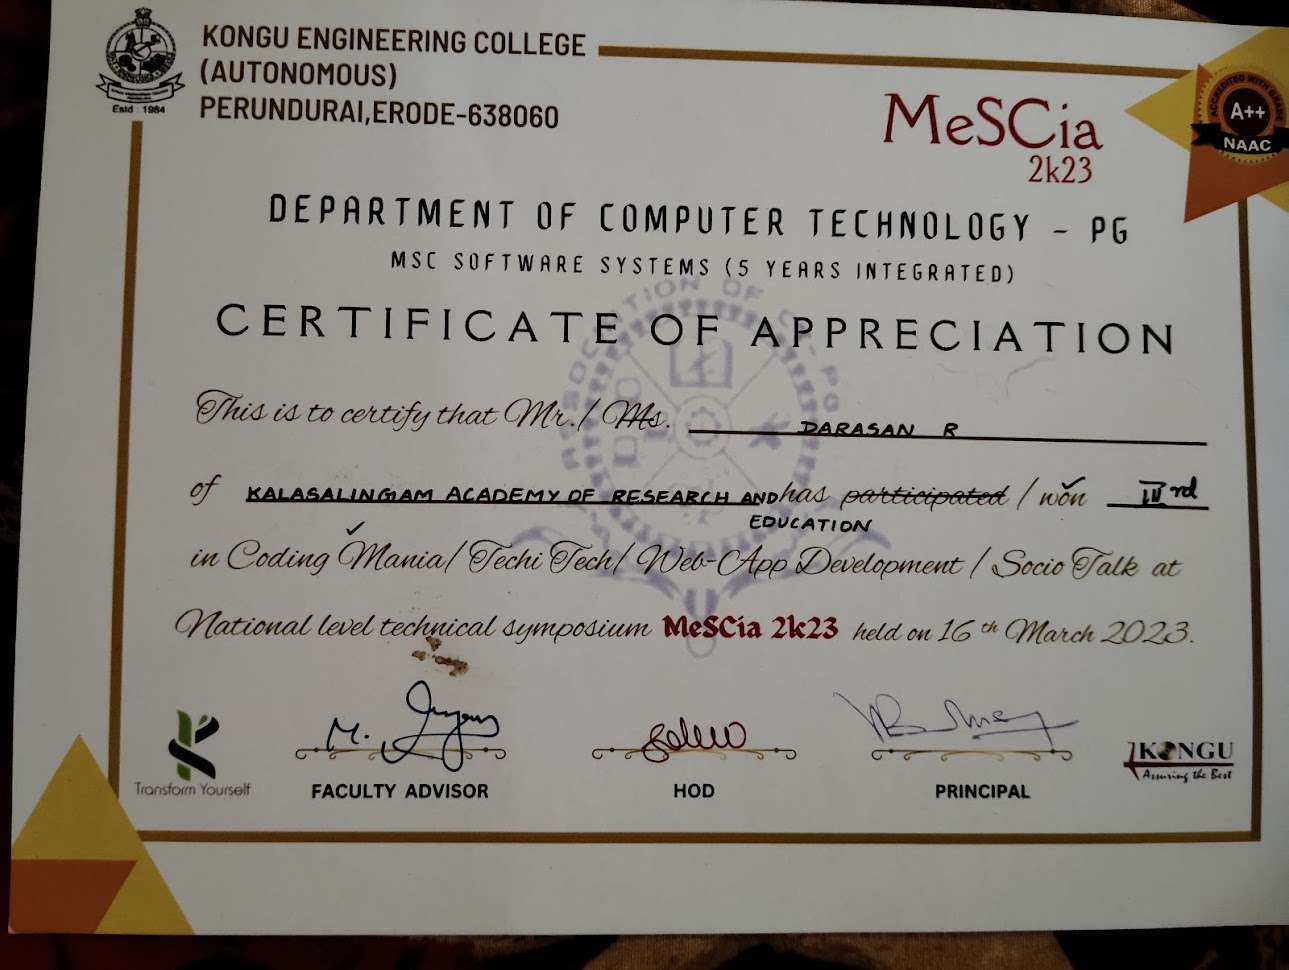 KONGU ENGINEERING COLLEGE
(AUTONOMOUS)
PERUNDURAI,ERODE-638060
Estd : 1984
MeSCia
2k23
ACCREDITED WITH GRADE
A++
NAAC
DEPARTMENT OF COMPUTER TECHNOLOGY - PG
MSC SOFTWARE SYSTEMS (5 YEARS INTEGRATED)
CERTIFICATE OF APPRECIATION
This is to certify that Mr./ Ms. DARASAN R
of KALASALINGAM ACADEMY OF RESEARCH AND has participated / won IIIrd
EDUCATION
in Coding Mania/ Techi Tech/ Web-App Development / Socio Talk at
National level technical symposium MeSCia 2k23 held on 16th March 2023.
Transform Yourself
FACULTY ADVISOR
HOD
PRINCIPAL
KONGU
Assuring the Best